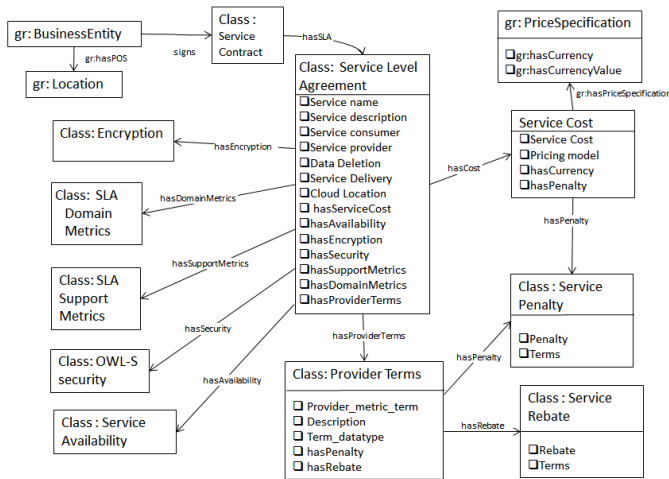 gr: BusinessEntity
signs
Class :
Service
Contract
hasSLA
gr: PriceSpecification
gr:hasCurrency
gr:hasCurrencyValue
gr:hasPOS
gr: Location
gr:hasPriceSpecification
Class: Service Level
Agreement
Service name
Service description
Service consumer
Service provider
Data Deletion
Service Delivery
Cloud Location
hasServiceCost
hasAvailability
hasEncryption
hasSecurity
hasSupportMetrics
hasDomainMetrics
hasProviderTerms
Service Cost
Service Cost
Pricing model
hasCurrency
hasPenalty
hasCost
Class: Encryption
hasEncryption
Class: SLA
Domain
Metrics
hasDomainMetrics
Class: SLA
Support
Metrics
hasSupportMetrics
hasPenalty
Class : Service
Penalty
Penalty
Terms
hasSecurity
Class: OWL-S
security
hasAvailability
Class : Service
Availability
hasProviderTerms
Class: Provider Terms
Provider_metric_term
Description
Term_datatype
hasPenalty
hasRebate
hasPenalty
hasRebate
Class : Service
Rebate
Rebate
Terms